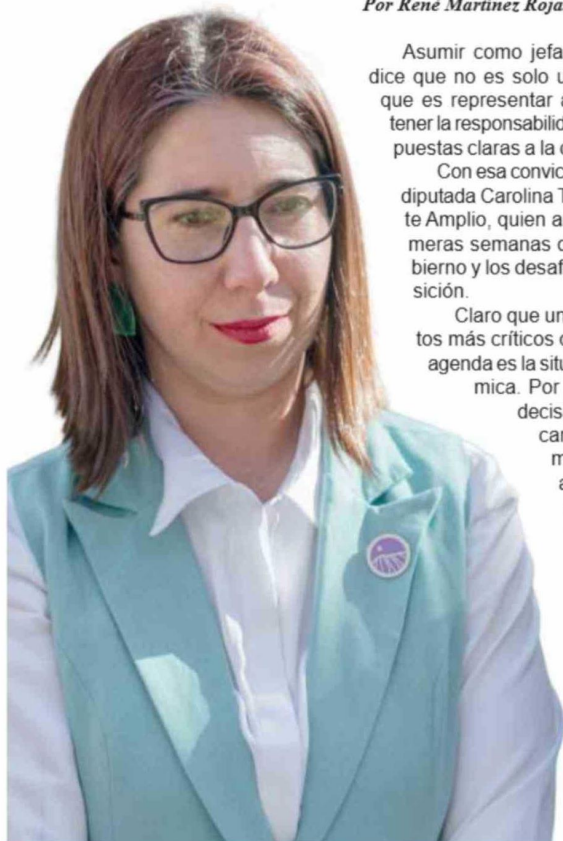 Por René Martínez Roja
Asumir como jefa
dice que no es solo u
que es representar a
tener la responsabilid
puestas claras a la c
Con esa convic
diputada Carolina T
te Amplio, quien a
meras semanas d
bierno y los desaf
sición.
Claro que un
tos más críticos d
agenda es la situ
mica. Por
decis
car
m
a